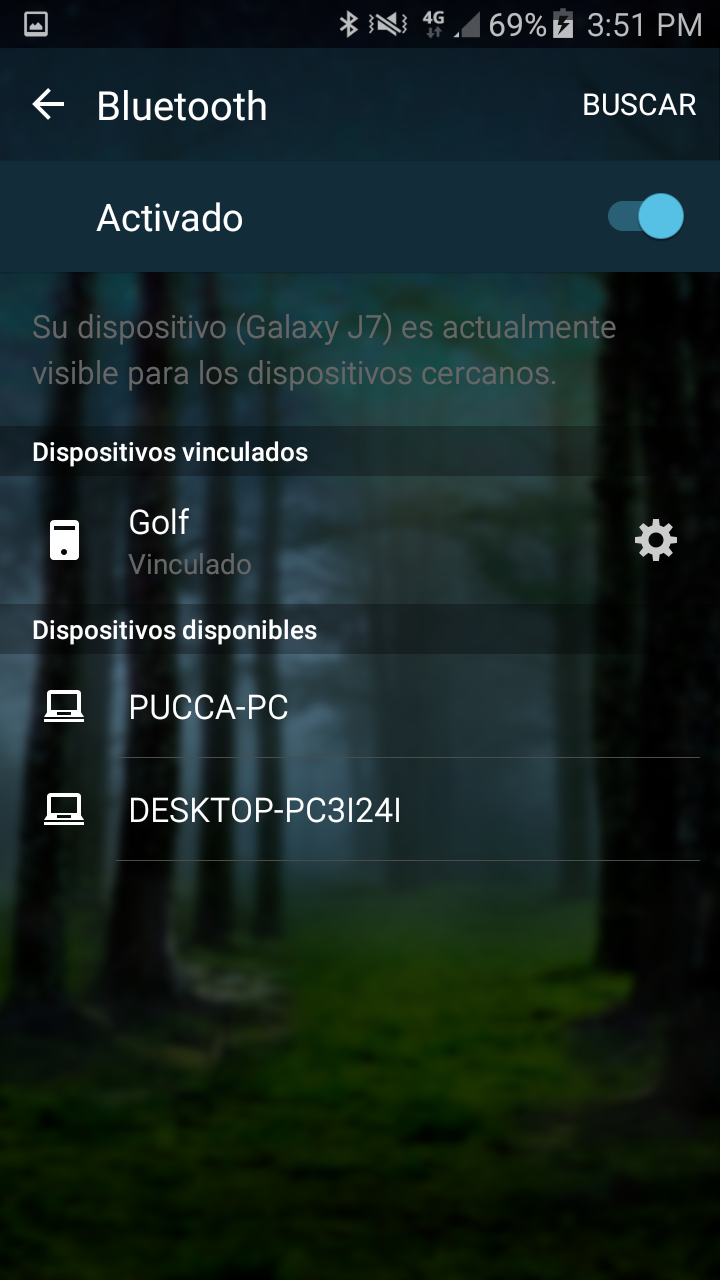 4G 69% 3:51 PM
Bluetooth BUSCAR
Activado
Su dispositivo (Galaxy J7) es actualmente
visible para los dispositivos cercanos.
Dispositivos vinculados
Golf
Vinculado
Dispositivos disponibles
PUCCA-PC
DESKTOP-PC3I24I